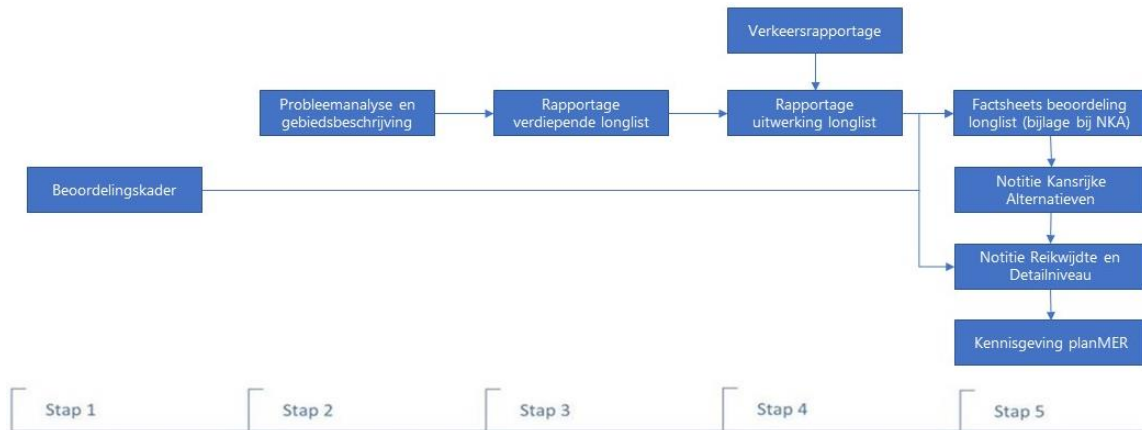 Verkeersrapportage
Probleemanalyse en
gebiedsbeschrijving
Rapportage
verdiepende longlist
Rapportage
uitwerking longlist
Factsheets beoordeling
longlist (bijlage bij NKA)
Beoordelingskader
Notitie Kansrijke
Alternatieven
Notitie Reikwijdte en
Detailniveau
Kennisgeving planMER
Stap 1
Stap 2
Stap 3
Stap 4
Stap 5